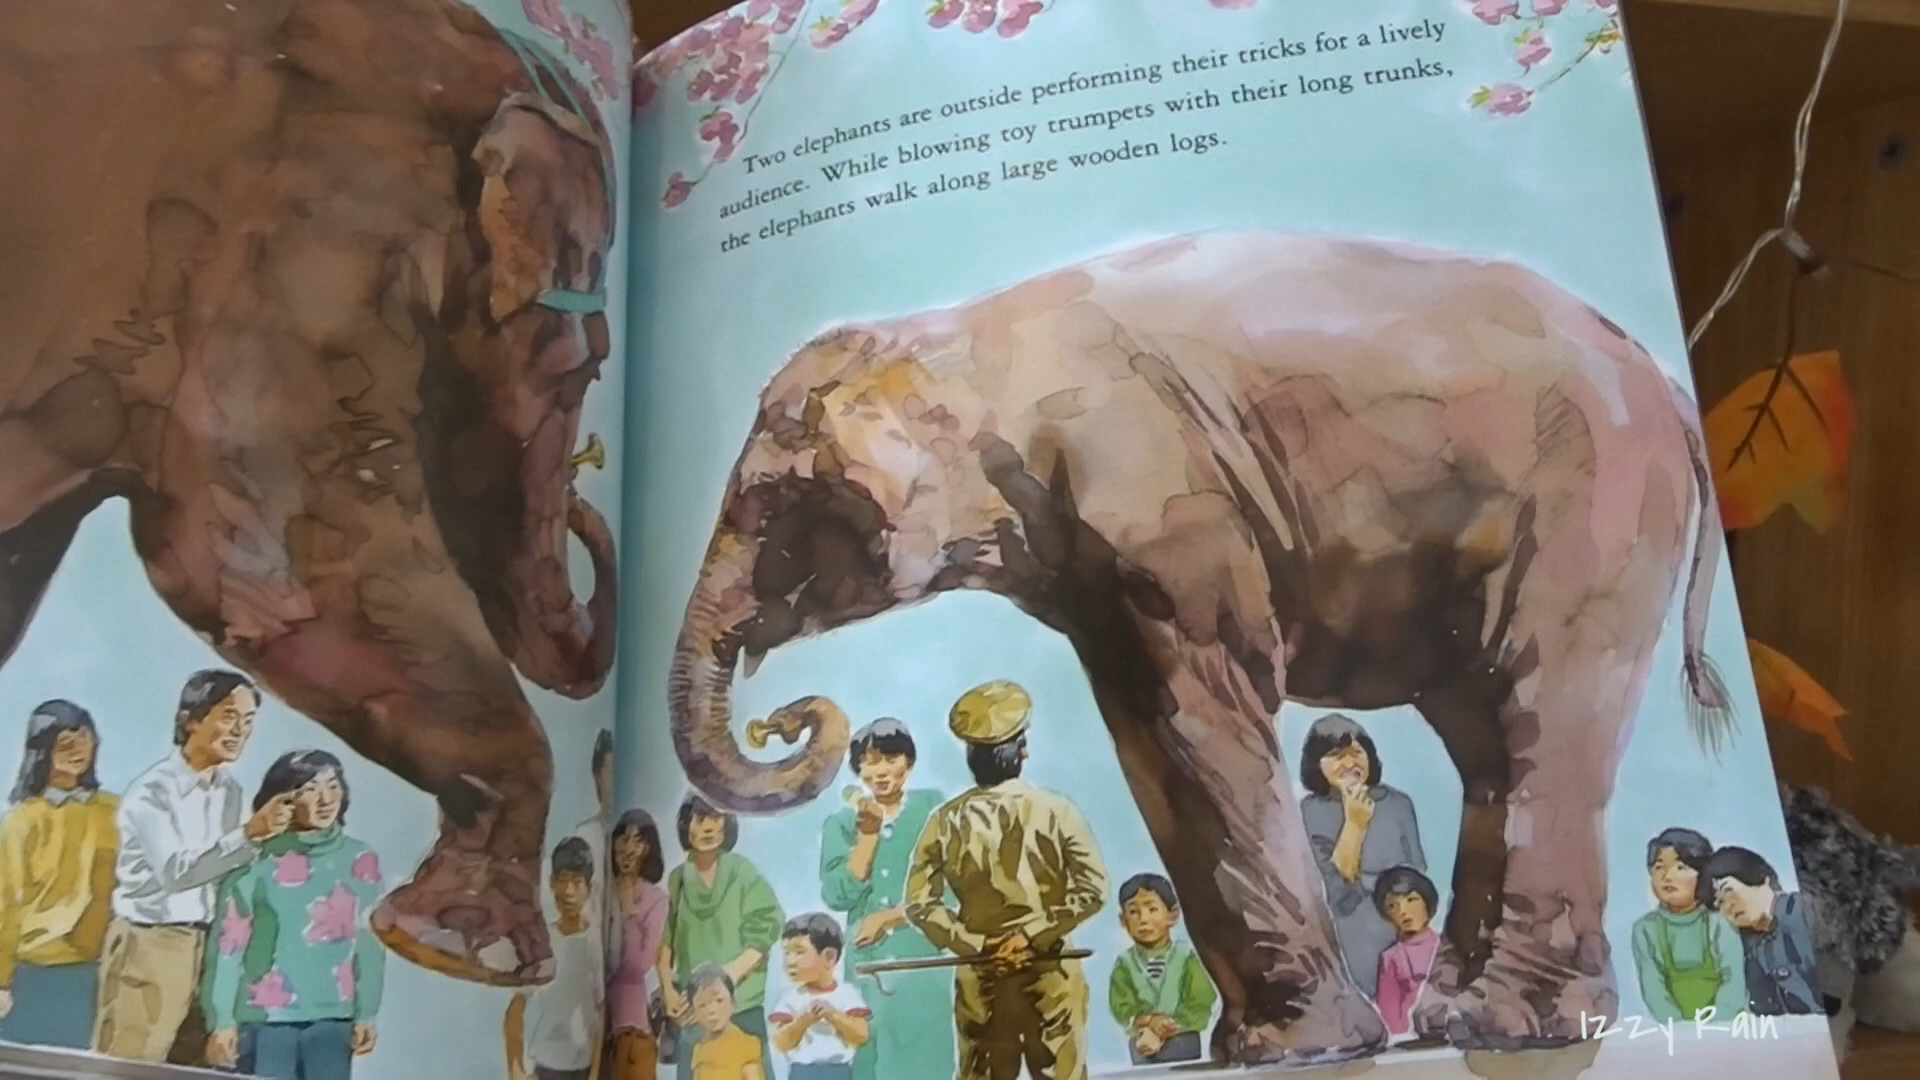 Two elephants are outside performing their tricks for a lively
audience. While blowing toy trumpets with their long trunks,
the elephants walk along large wooden logs.
Izzy Rain